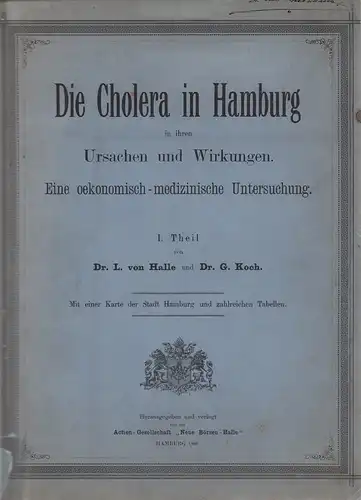 Die Cholera in Hamburg
in ihren
Ursachen und Wirkungen.
Eine oekonomisch-medizinische Untersuchung.
I. Theil
von
Dr. L. von Halle und Dr. G. Koch.
Mit einer Karte der Stadt Hamburg und zahlreichen Tabellen.
Herausgegeben und verlegt
von der
Actien-Gesellschaft „Neue Börsen-Halle“
HAMBURG